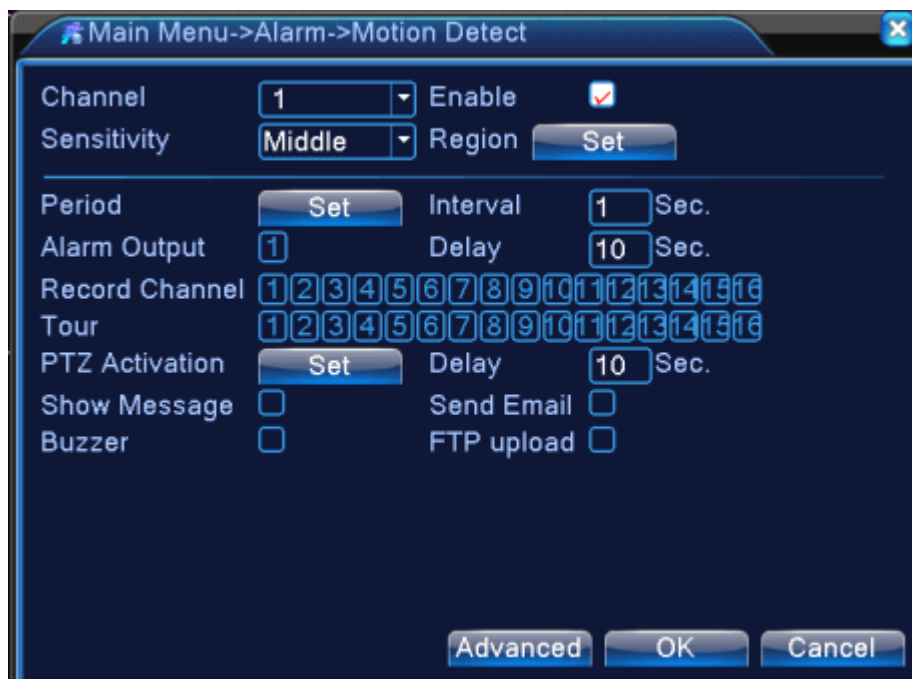 Main Menu->Alarm->Motion Detect
Channel 1 Enable
Sensitivity Middle Region Set
Period Set Interval 1 Sec.
Alarm Output 1 Delay 10 Sec.
Record Channel 1 2 3 4 5 6 7 8 9 10 11 12 13 14 15 16
Tour 1 2 3 4 5 6 7 8 9 10 11 12 13 14 15 16
PTZ Activation Set Delay 10 Sec.
Show Message Send Email
Buzzer FTP upload
Advanced OK Cancel